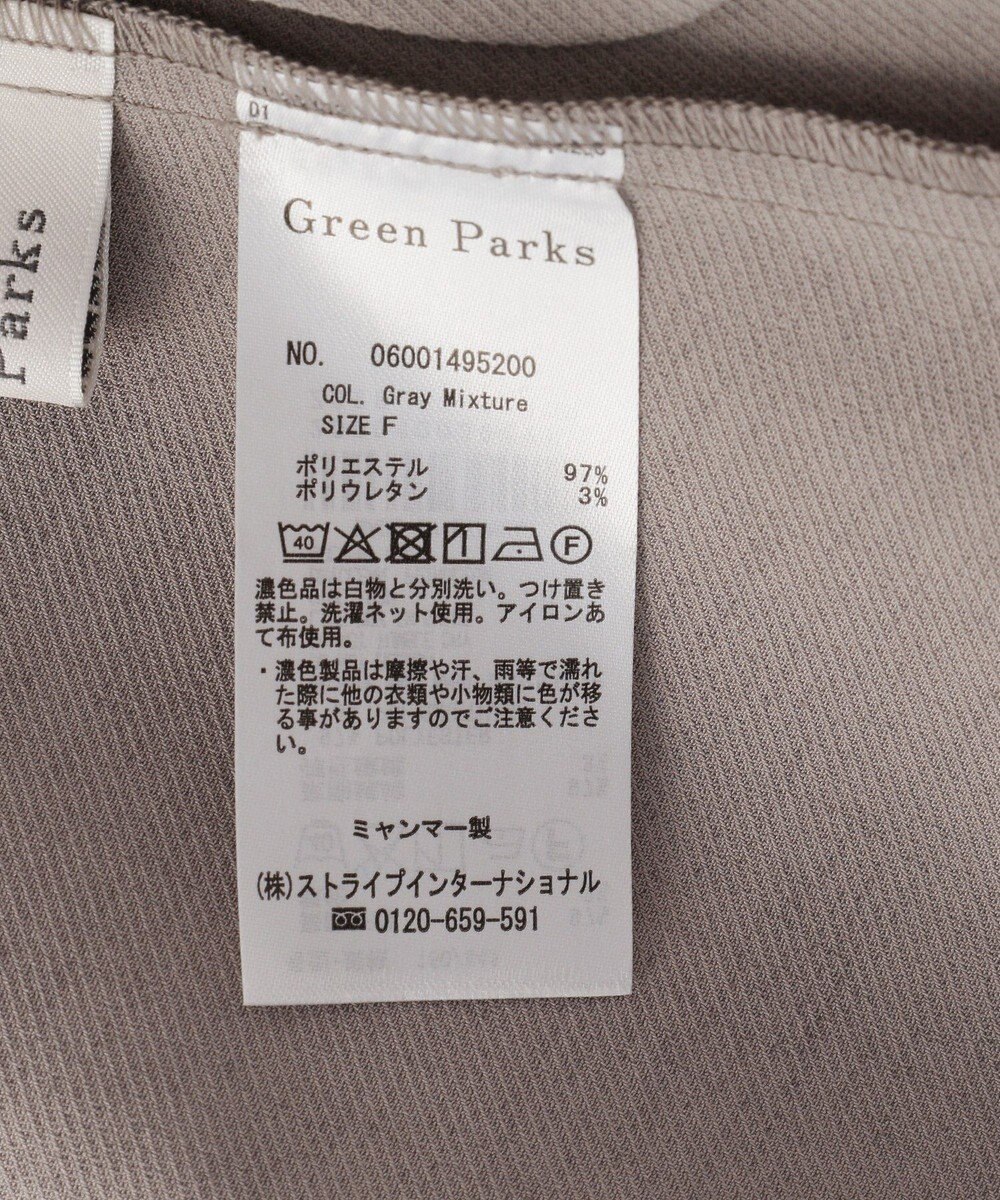 Parks
D1
Green Parks
NO. 06001495200
COL. Gray Mixture
SIZE F
ポリエステル 97%
ポリウレタン 3%
40 F
濃色品は白物と分別洗い。つけ置き
禁止。洗濯ネット使用。アイロンあ
て布使用。
・濃色製品は摩擦や汗、雨等で濡れ
た際に他の衣類や小物類に色が移
る事がありますのでご注意くださ
い。
ミャンマー製
(株)ストライプインターナショナル
0120-659-591